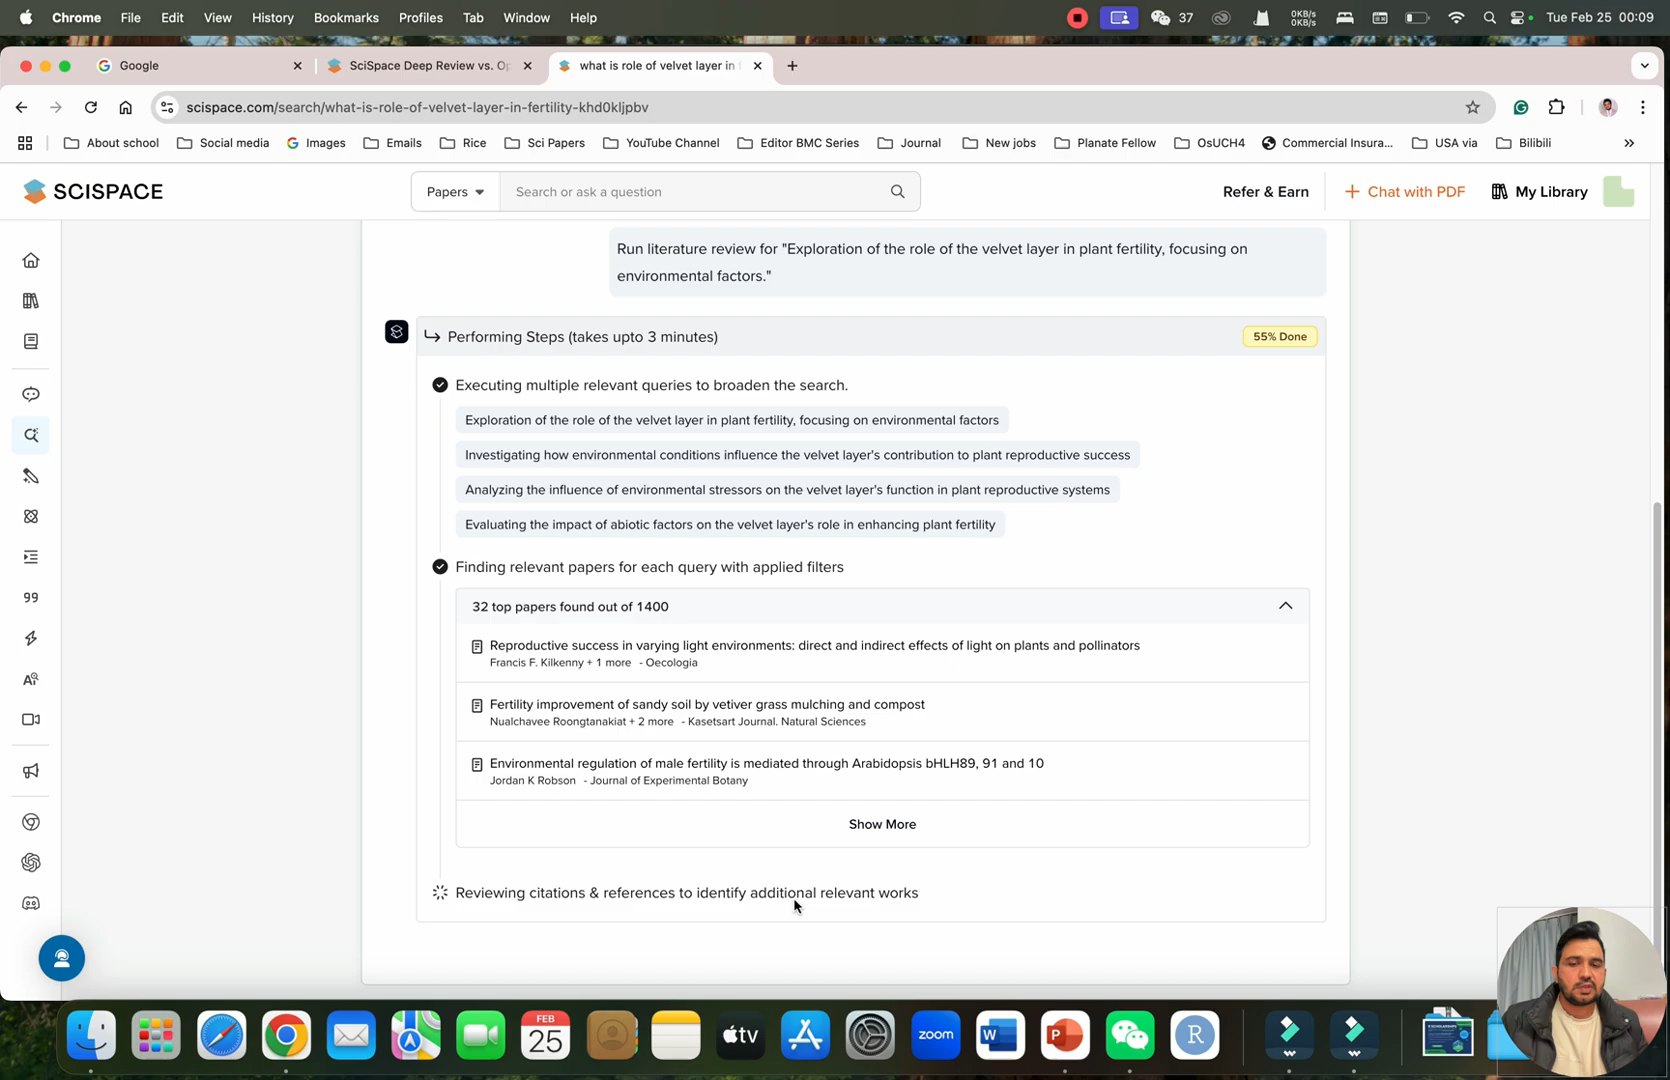 Chrome File Edit View History Bookmarks Profiles Tab Window Help 37 0KB/s 0KB/s Tue Feb 25 00:09
Google
SciSpace Deep Review vs. Op
what is role of velvet layer in
scispace.com/search/what-is-role-of-velvet-layer-in-fertility-khd0kljpbv
About school Social media Images Emails Rice Sci Papers YouTube Channel Editor BMC Series Journal New jobs Planate Fellow OsUCH4 Commercial Insura... USA via Bilibili
SCISPACE Papers Search or ask a question Refer & Earn Chat with PDF My Library
Run literature review for "Exploration of the role of the velvet layer in plant fertility, focusing on
environmental factors."
Performing Steps (takes upto 3 minutes) 55% Done
Executing multiple relevant queries to broaden the search.
Exploration of the role of the velvet layer in plant fertility, focusing on environmental factors
Investigating how environmental conditions influence the velvet layer's contribution to plant reproductive success
Analyzing the influence of environmental stressors on the velvet layer's function in plant reproductive systems
Evaluating the impact of abiotic factors on the velvet layer's role in enhancing plant fertility
Finding relevant papers for each query with applied filters
32 top papers found out of 1400
Reproductive success in varying light environments: direct and indirect effects of light on plants and pollinators
Francis F. Kilkenny + 1 more - Oecologia
Fertility improvement of sandy soil by vetiver grass mulching and compost
Nualchavee Roongtanakiat + 2 more - Kasetsart Journal. Natural Sciences
Environmental regulation of male fertility is mediated through Arabidopsis bHLH89, 91 and 10
Jordan K Robson - Journal of Experimental Botany
Show More
Reviewing citations & references to identify additional relevant works
FEB
25
tv
zoom
W
P
R